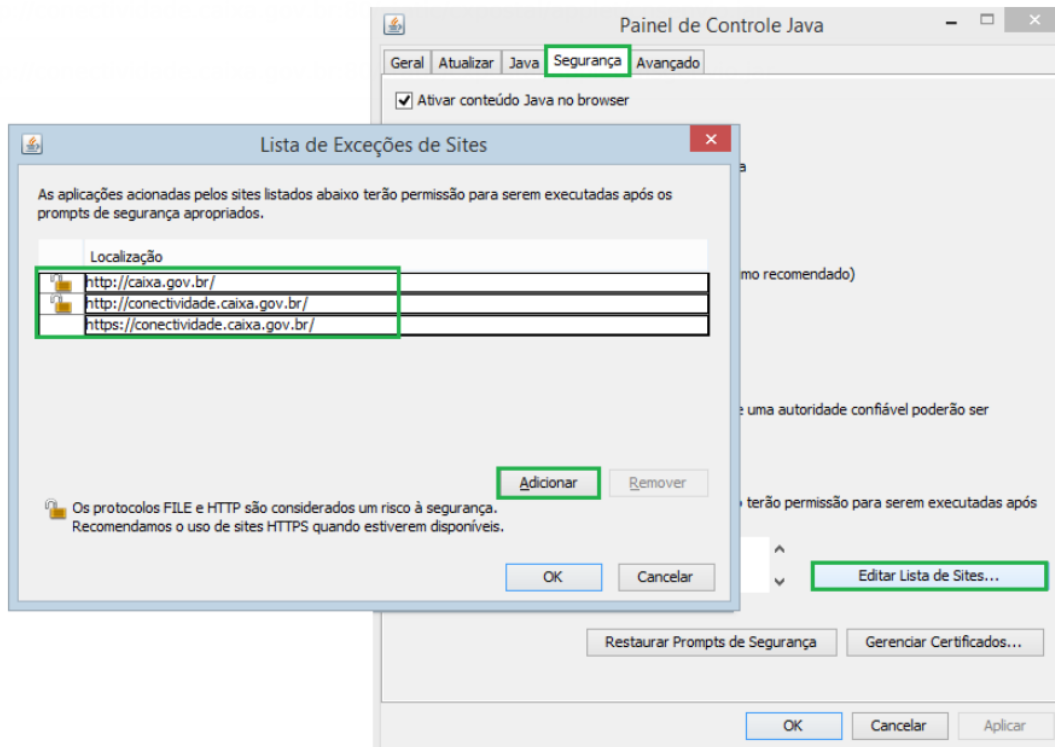 Painel de Controle Java
Geral Atualizar Java Segurança Avançado
Ativar conteúdo Java no browser
Lista de Exceções de Sites
As aplicações acionadas pelos sites listados abaixo terão permissão para serem executadas após os
prompts de segurança apropriados.
Localização
http://caixa.gov.br/
http://conectividade.caixa.gov.br/
https://conectividade.caixa.gov.br/
Adicionar Remover
Os protocolos FILE e HTTP são considerados um risco à segurança.
Recomendamos o uso de sites HTTPS quando estiverem disponíveis.
OK Cancelar
recomendado)
uma autoridade confiável poderão ser
terão permissão para serem executadas após
Editar Lista de Sites...
Restaurar Prompts de Segurança Gerenciar Certificados...
OK Cancelar Aplicar